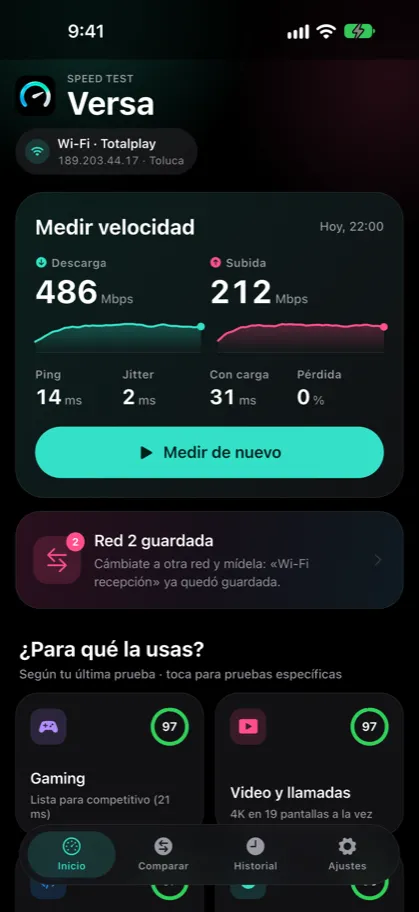 9:41
SPEED TEST
Versa
Wi-Fi · Totalplay
189.203.44.17 · Toluca
Medir velocidad
Hoy, 22:00
Descarga
Subida
486 Mbps
212 Mbps
Ping
Jitter
Con carga
Pérdida
14 ms
2 ms
31 ms
0 %
Medir de nuevo
2
Red 2 guardada
Cámbiate a otra red y mídela: «Wi-Fi
recepción» ya quedó guardada.
¿Para qué la usas?
Según tu última prueba · toca para pruebas específicas
97
97
Gaming
Lista para competitivo (21
ms)
Video y llamadas
4K en 19 pantallas a la vez
Inicio
Comparar
Historial
Ajustes